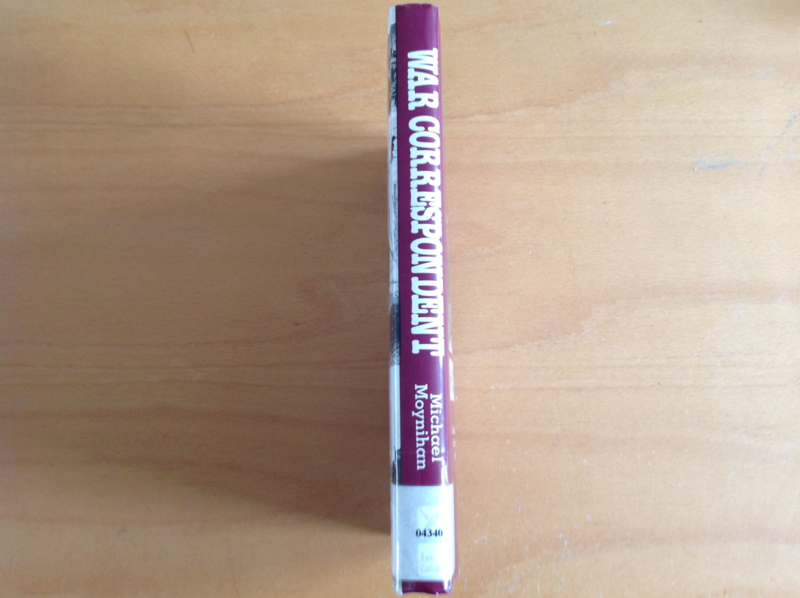 WAR CORRESPONDENT
Michael
Moynihan
04340